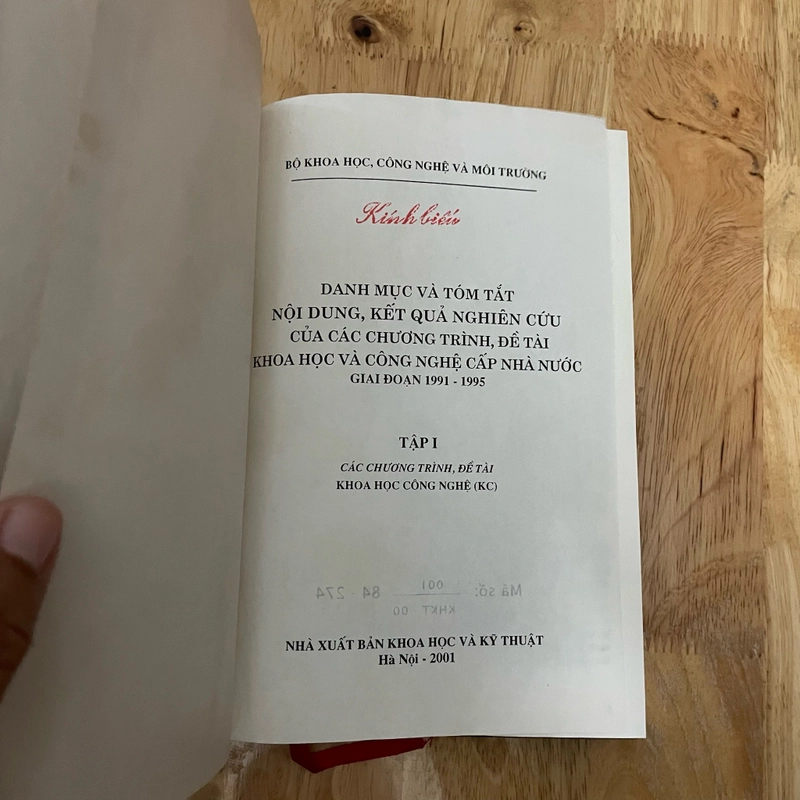 BỘ KHOA HỌC, CÔNG NGHỆ VÀ MÔI TRƯỜNG
Kính biếu
DANH MỤC VÀ TÓM TẮT
NỘI DUNG, KẾT QUẢ NGHIÊN CỨU
CỦA CÁC CHƯƠNG TRÌNH, ĐỀ TÀI
KHOA HỌC VÀ CÔNG NGHỆ CẤP NHÀ NƯỚC
GIAI ĐOẠN 1991 - 1995
TẬP I
CÁC CHƯƠNG TRÌNH, ĐỀ TÀI
KHOA HỌC CÔNG NGHỆ (KC)
Mã số: 001 84 - 274
KHKT 00
NHÀ XUẤT BẢN KHOA HỌC VÀ KỸ THUẬT
Hà Nội - 2001